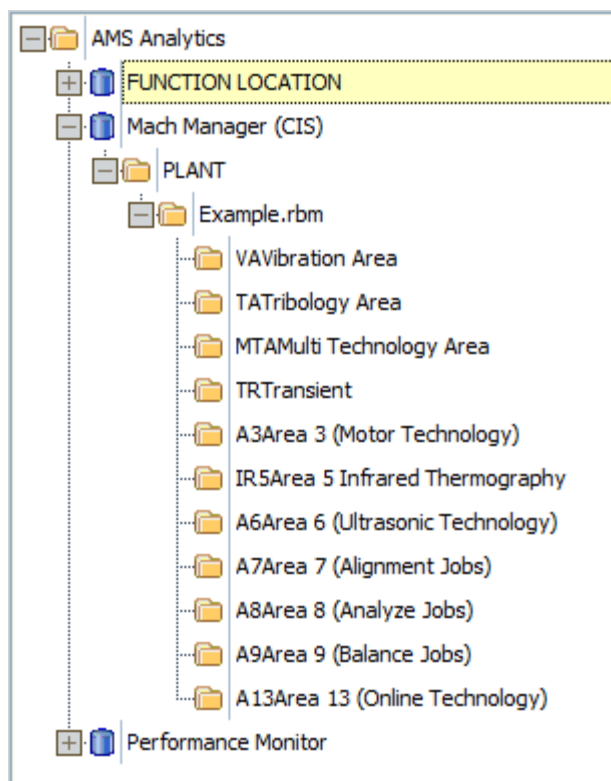 AMS Analytics
FUNCTION LOCATION
Mach Manager (CIS)
PLANT
Example.rbm
VAVibration Area
TATribology Area
MTAMulti Technology Area
TRTransient
A3Area 3 (Motor Technology)
IR5Area 5 Infrared Thermography
A6Area 6 (Ultrasonic Technology)
A7Area 7 (Alignment Jobs)
A8Area 8 (Analyze Jobs)
A9Area 9 (Balance Jobs)
A13Area 13 (Online Technology)
Performance Monitor